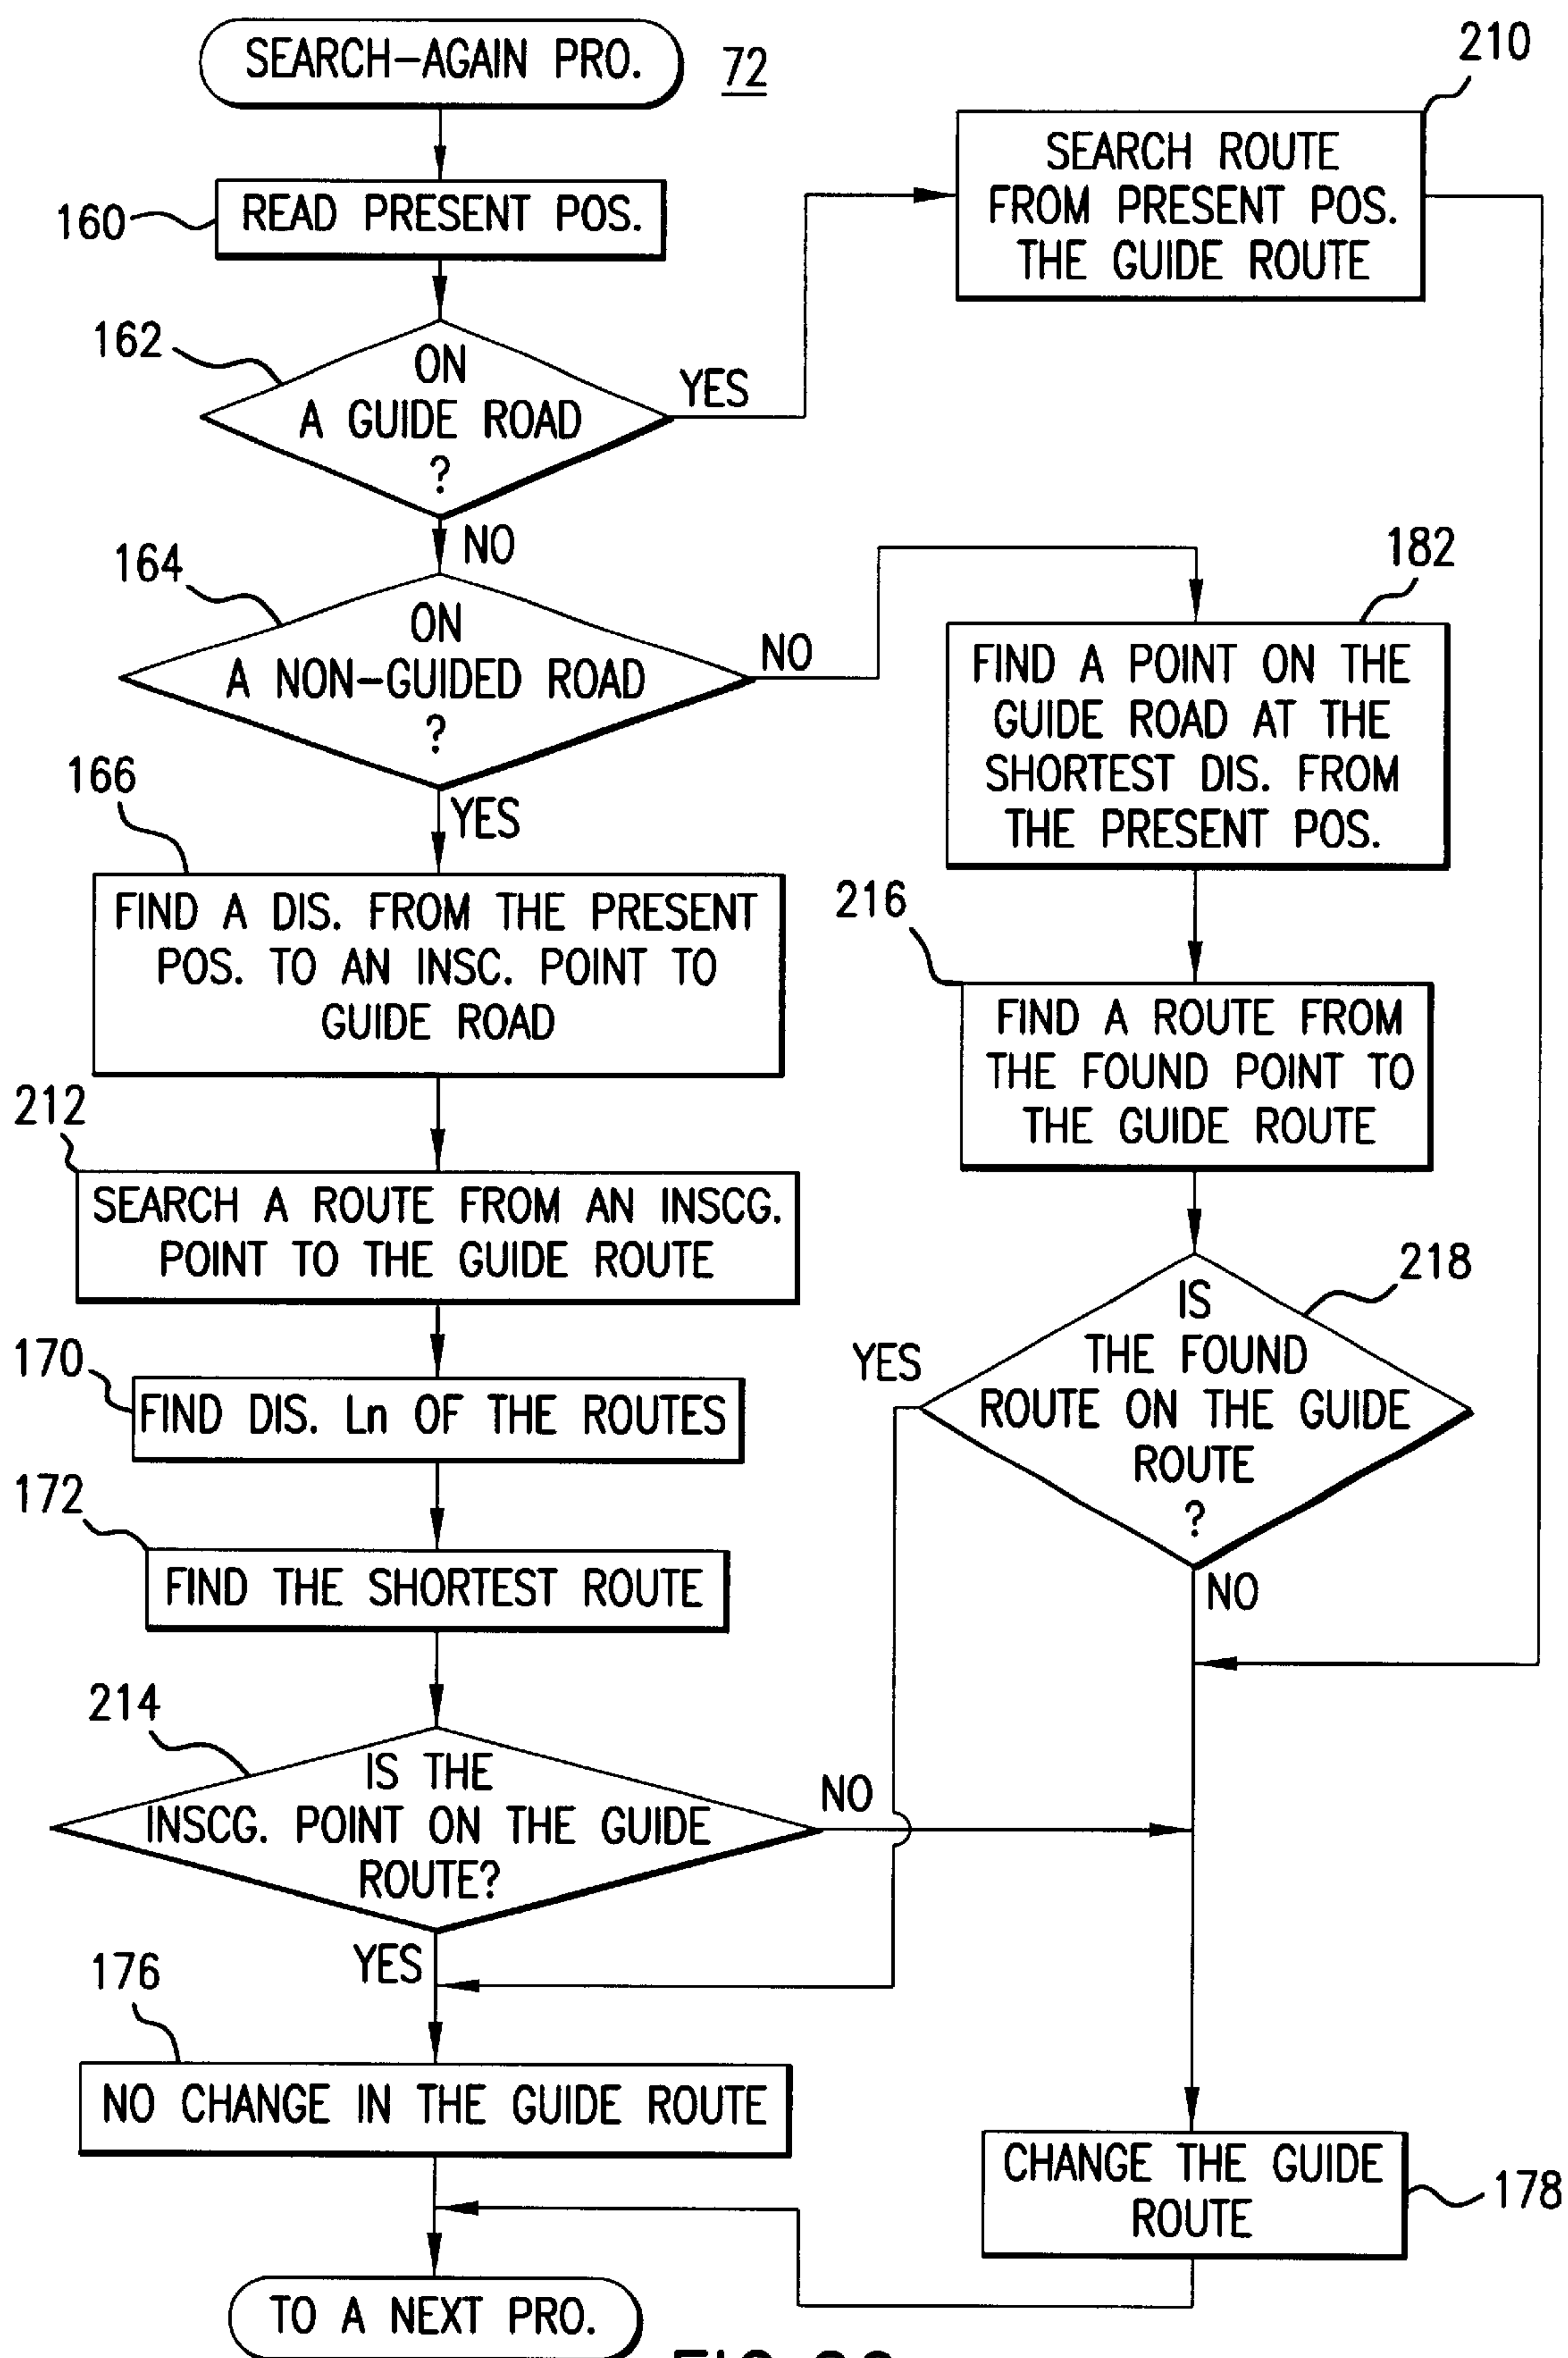 SEARCH-AGAIN PRO.
72
160
READ PRESENT POS.
162
ON
A GUIDE ROAD
?
YES
NO
210
SEARCH ROUTE
FROM PRESENT POS.
THE GUIDE ROUTE
164
ON
A NON-GUIDED ROAD
?
NO
YES
182
FIND A POINT ON THE
GUIDE ROAD AT THE
SHORTEST DIS. FROM
THE PRESENT POS.
166
FIND A DIS. FROM THE PRESENT
POS. TO AN INSC. POINT TO
GUIDE ROAD
216
FIND A ROUTE FROM
THE FOUND POINT TO
THE GUIDE ROUTE
212
SEARCH A ROUTE FROM AN INSCG.
POINT TO THE GUIDE ROUTE
218
IS
THE FOUND
ROUTE ON THE GUIDE
ROUTE
?
YES
NO
170
FIND DIS. Ln OF THE ROUTES
172
FIND THE SHORTEST ROUTE
214
IS THE
INSCG. POINT ON THE GUIDE
ROUTE?
NO
YES
176
NO CHANGE IN THE GUIDE ROUTE
CHANGE THE GUIDE
ROUTE
178
TO A NEXT PRO.